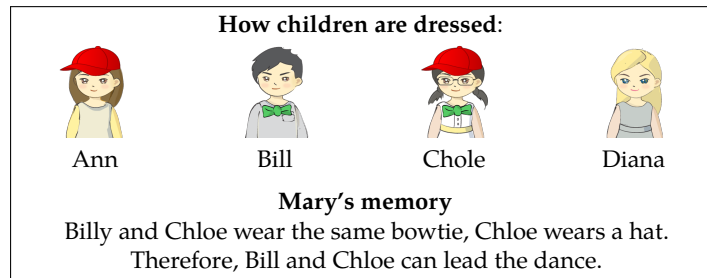 How children are dressed:
Ann Bill Chole Diana
Mary's memory
Billy and Chloe wear the same bowtie, Chloe wears a hat.
Therefore, Bill and Chloe can lead the dance.